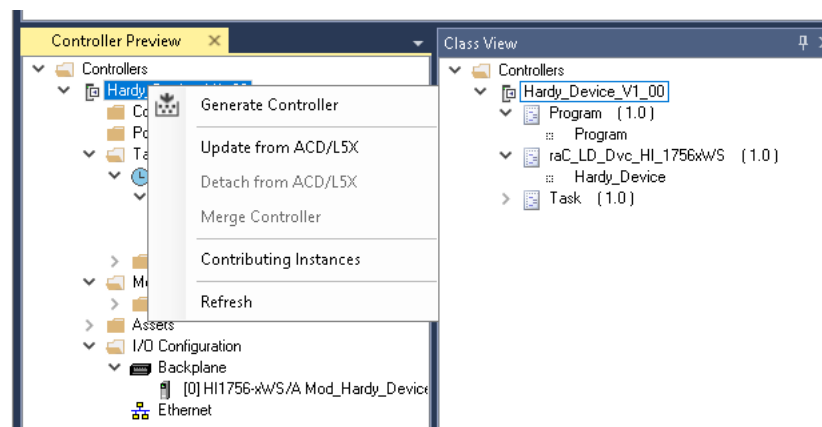 Controller Preview
Controllers
Generate Controller
Update from ACD/L5X
Detach from ACD/L5X
Merge Controller
Contributing Instances
Refresh
Assets
I/O Configuration
Backplane
[0] HI1756-xWS/A Mod_Hardy_Device
Ethernet
Class View
Controllers
Hardy_Device_V1_00
Program (1.0)
Program
raC_LD_Dvc_HI_1756xWS (1.0)
Hardy_Device
Task (1.0)